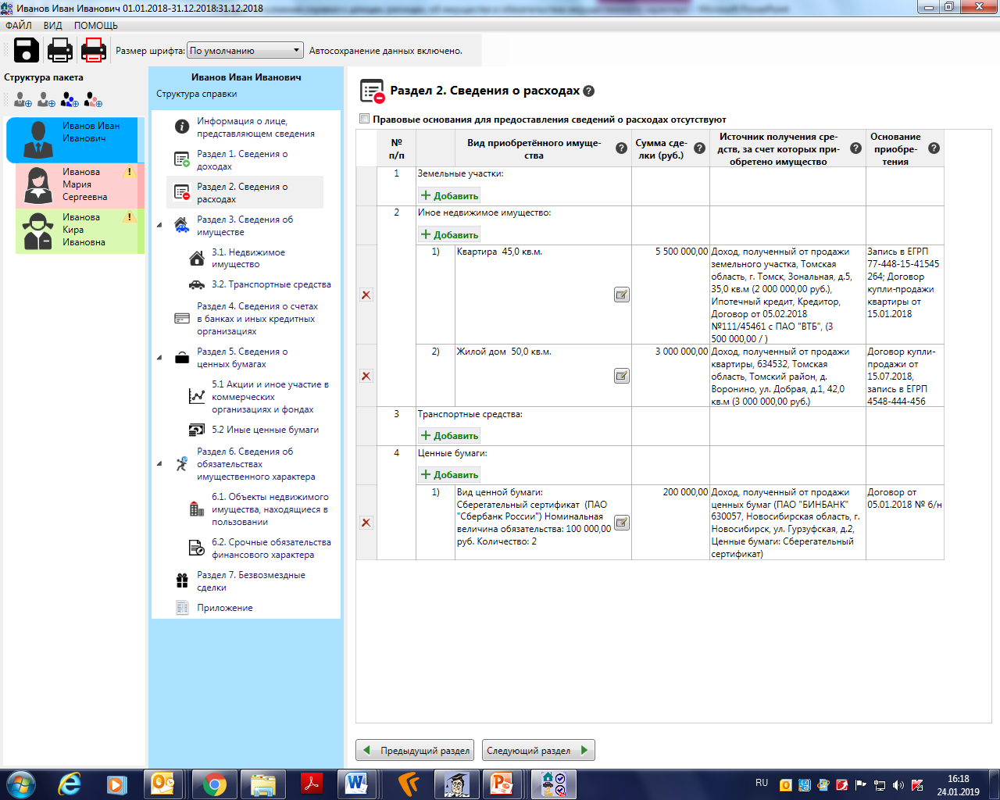 Иванов Иван Иванович 01.01.2018-31.12.2018:31.12.2018
ФАЙЛ ВИД ПОМОЩЬ
Размер шрифта: По умолчанию Автосохранение данных включено.
Структура пакета
Иванов Иван
Иванович
Иванова
Мария
Сергеевна
Иванова
Кира
Ивановна
Иванов Иван Иванович
Структура справки
Информация о лице,
представляющем сведения
Раздел 1. Сведения о
доходах
Раздел 2. Сведения о
расходах
Раздел 3. Сведения об
имуществе
3.1. Недвижимое
имущество
3.2. Транспортные средства
Раздел 4. Сведения о счетах
в банках и иных кредитных
организациях
Раздел 5. Сведения о
ценных бумагах
5.1 Акции и иное участие в
коммерческих
организациях и фондах
5.2 Иные ценные бумаги
Раздел 6. Сведения об
обязательствах
имущественного характера
6.1. Объекты недвижимого
имущества, находящиеся в
пользовании
6.2. Срочные обязательства
финансового характера
Раздел 7. Безвозмездные
сделки
Приложение
Раздел 2. Сведения о расходах ?
Правовые основания для предоставления сведений о расходах отсутствуют
№
п/п
Вид приобретённого имуще-
ства ?
Сумма сде-
лки (руб.) ?
Источник получения сре-
дств, за счет которых при-
обретено имущество ?
Основание
приобре-
тения ?
1 Земельные участки:
+ Добавить
2 Иное недвижимое имущество:
+ Добавить
1) Квартира 45,0 кв.м.
5 500 000,00
Доход, полученный от продажи
земельного участка, Томская
область, г. Томск, Зональная, д.5,
35,0 кв.м (2 000 000,00 руб.),
Ипотечный кредит, Кредитор,
Договор от 05.02.2018
№111/45461 с ПАО "ВТБ", (3
500 000,00 / )
Запись в ЕГРП
77-448-15-41545
264; Договор
купли-продажи
квартиры от
15.01.2018
2) Жилой дом 50,0 кв.м.
3 000 000,00
Доход, полученный от продажи
квартиры, 634532, Томская
область, Томский район, д.
Воронино, ул. Добрая, д.1, 42,0
кв.м (3 000 000,00 руб.)
Договор купли-
продажи от
15.07.2018,
запись в ЕГРП
4548-444-456
3 Транспортные средства:
+ Добавить
4 Ценные бумаги:
+ Добавить
1) Вид ценной бумаги:
Сберегательный сертификат (ПАО
"Сбербанк России") Номинальная
величина обязательства: 100 000,00
руб. Количество: 2
200 000,00
Доход, полученный от продажи
ценных бумаг (ПАО "БИНБАНК"
630057, Новосибирская область, г.
Новосибирск, ул. Гурзуфская, д.2,
Ценные бумаги: Сберегательный
сертификат)
Договор от
05.01.2018 № б/н
Предыдущий раздел Следующий раздел
RU
16:18
24.01.2019